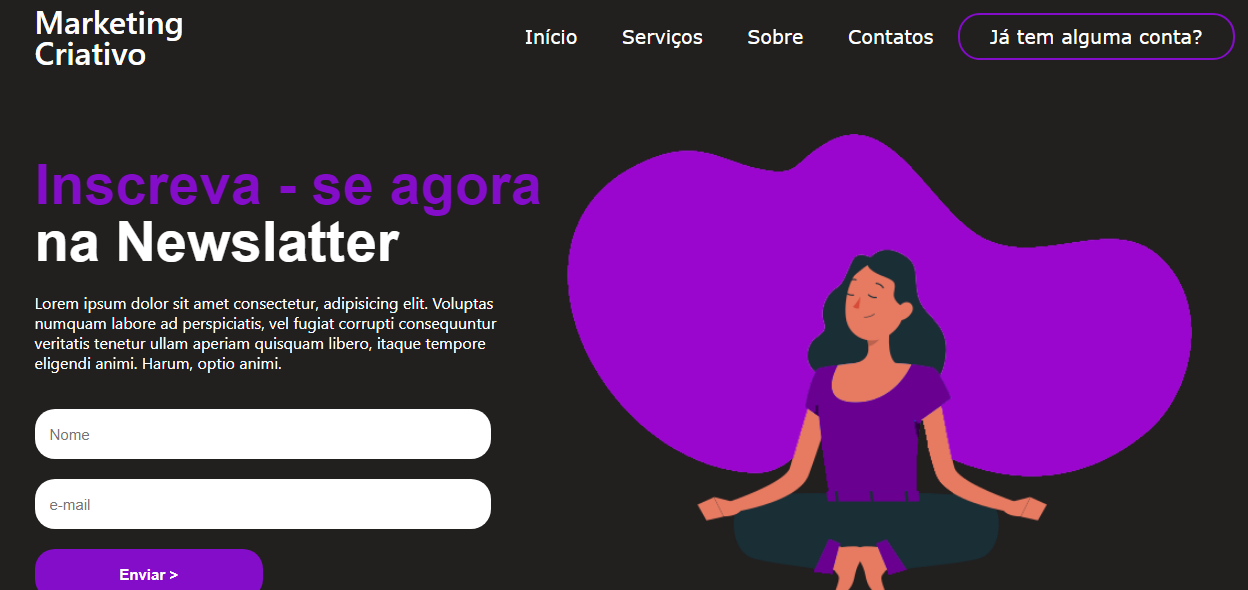 Marketing
Criativo
Início Serviços Sobre Contatos Já tem alguma conta?
Inscreva - se agora
na Newslatter
Lorem ipsum dolor sit amet consectetur, adipisicing elit. Voluptas
numquam labore ad perspiciatis, vel fugiat corrupti consequuntur
veritatis tenetur ullam aperiam quisquam libero, itaque tempore
eligendi animi. Harum, optio animi.
Nome
e-mail
Enviar >